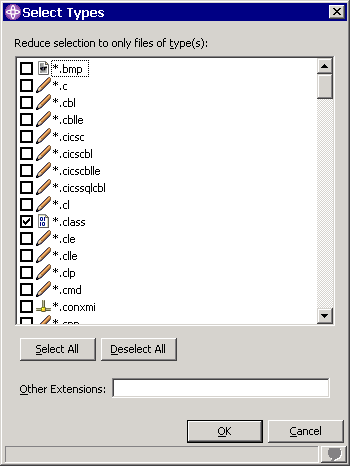 Select Types
Reduce selection to only files of type(s):
*.bmp
*.c
*.cbl
*.cblle
*.cicsc
*.cicscbl
*.cicscblle
*.cicssqlcbl
*.cl
*.class
*.cle
*.clle
*.clp
*.cmd
*.conxmi
*.cpp
Select All
Deselect All
Other Extensions:
OK
Cancel